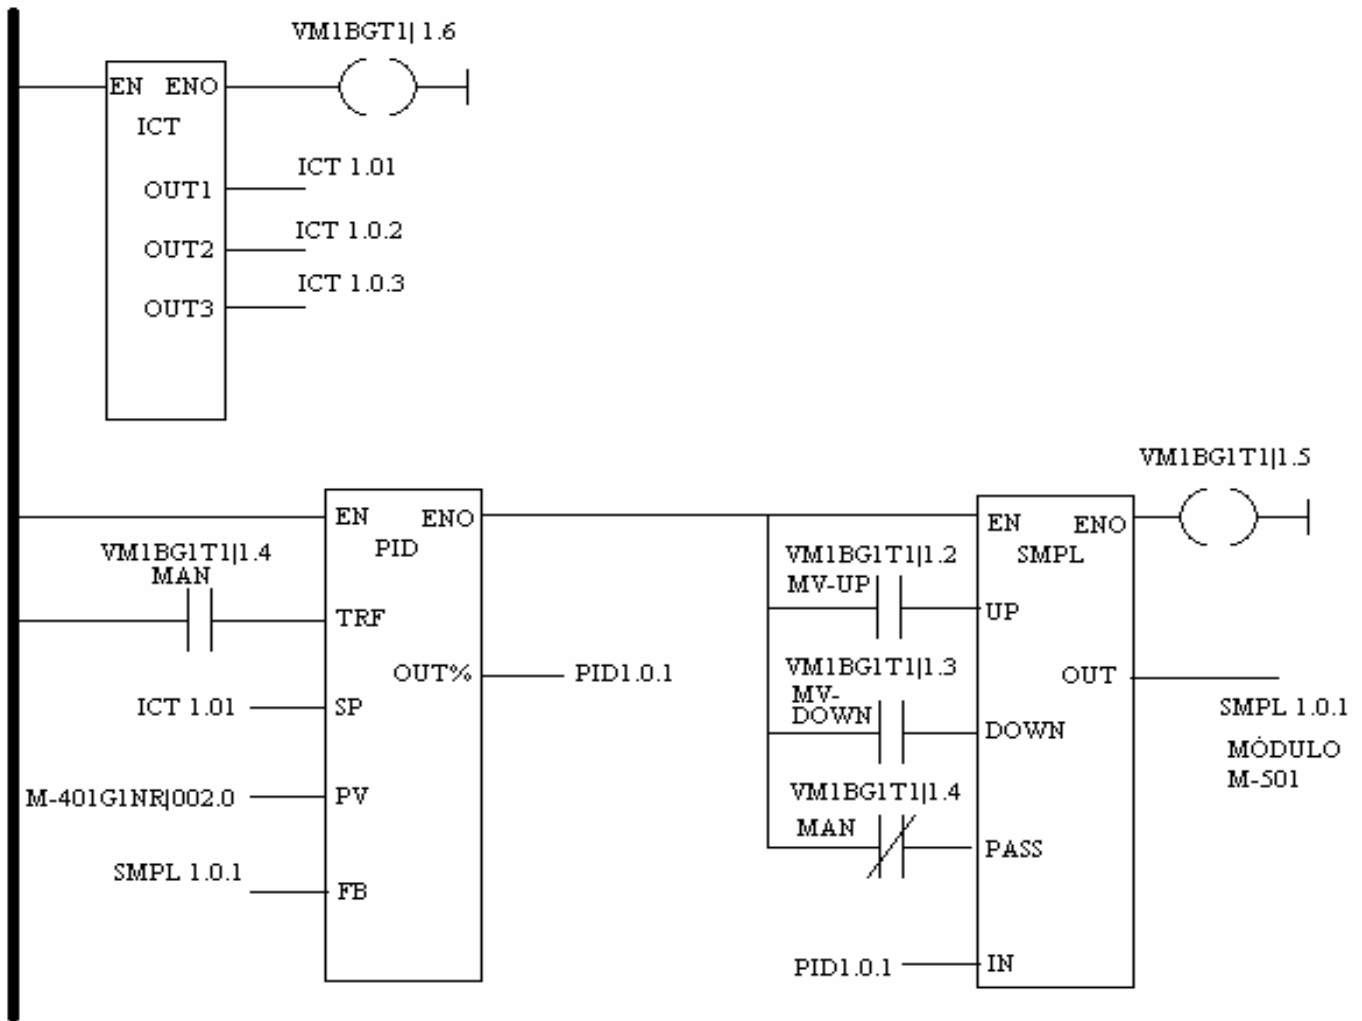 VM1BGT1| 1.6
EN ENO
ICT
OUT1
ICT 1.01
OUT2
ICT 1.0.2
OUT3
ICT 1.0.3
VM1BG1T1|1.5
EN ENO
PID
VM1BG1T1|1.4
MAN
TRF
OUT%
PID1.0.1
ICT 1.01
SP
M-401G1NR|002.0
PV
SMPL 1.0.1
FB
EN ENO
SMPL
VM1BG1T1|1.2
MV-UP
UP
VM1BG1T1|1.3
MV-
DOWN
DOWN
OUT
SMPL 1.0.1
MÓDULO
M-501
VM1BG1T1|1.4
MAN
PASS
PID1.0.1
IN